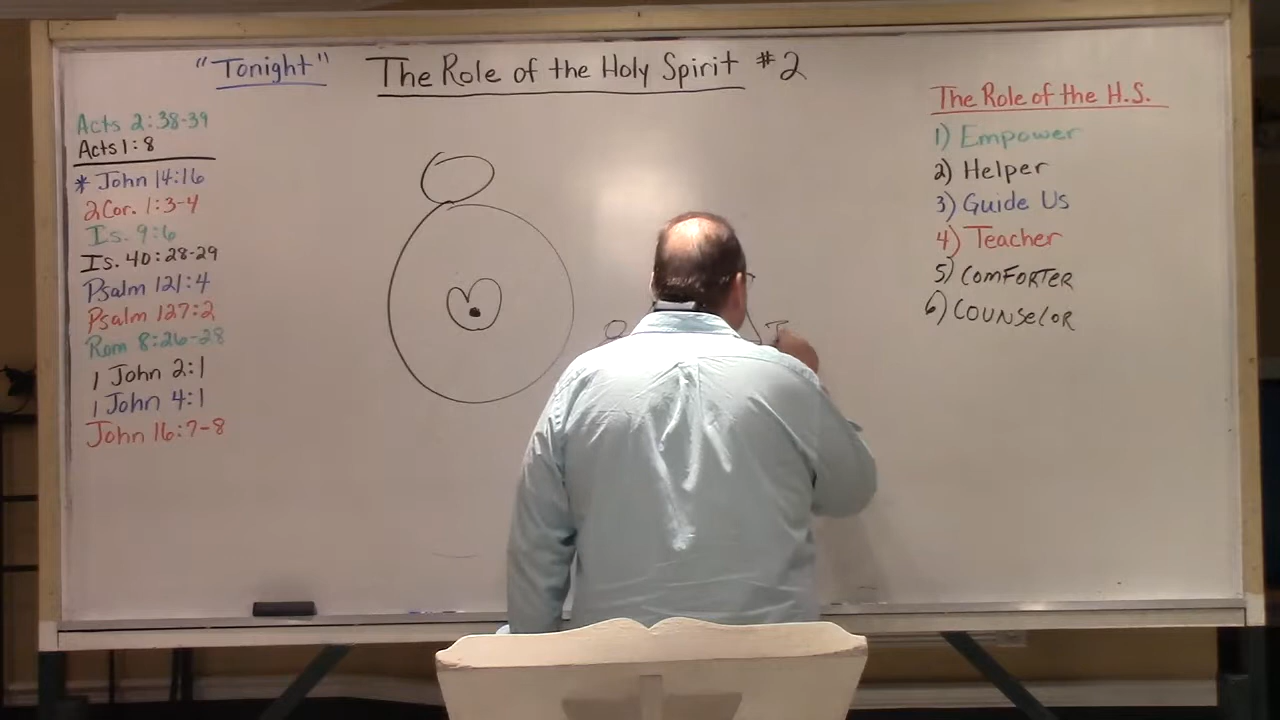 "Tonight" The Role of the Holy Spirit #2
Acts 2:38-39
Acts 1:8
* John 14:16
2 Cor. 1:3-4
Is. 9:6
Is. 40:28-29
Psalm 121:4
Psalm 127:2
Rom 8:26-28
1 John 2:1
1 John 4:1
John 16:7-8
The Role of the H.S.
1) Empower
2) Helper
3) Guide Us
4) Teacher
5) COMFORTER
6) COUNSELOR